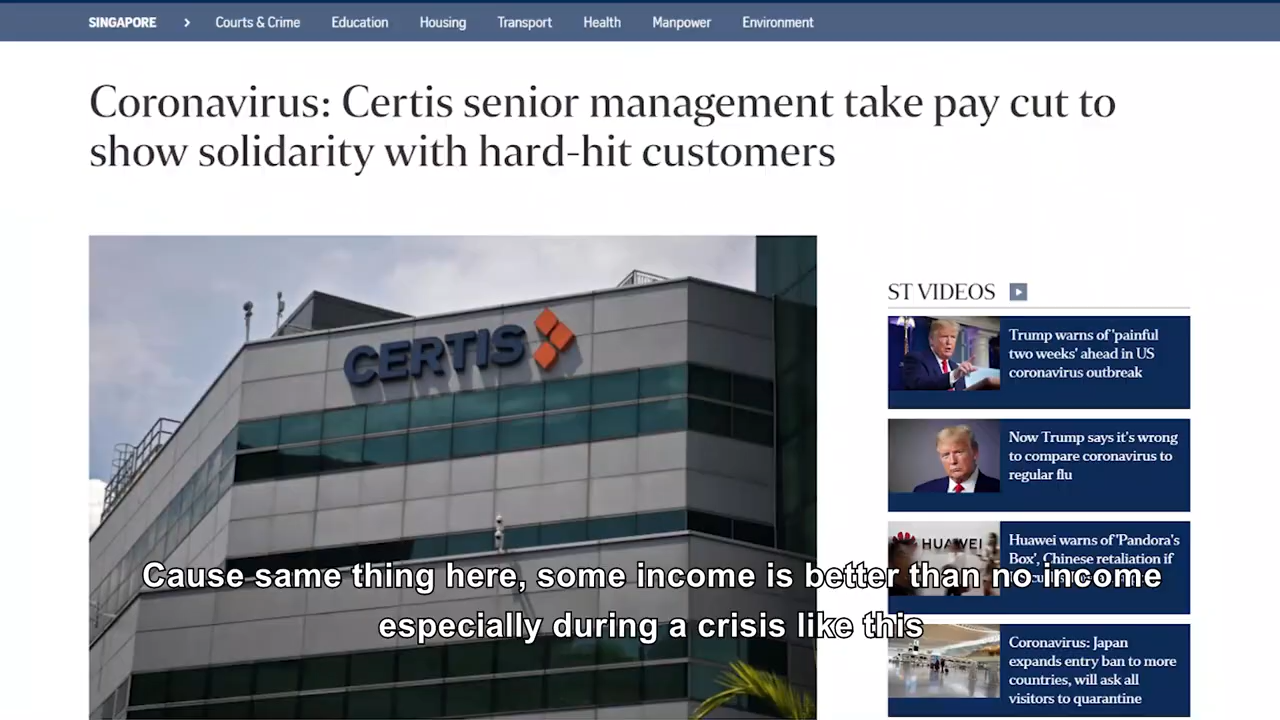 SINGAPORE > Courts & Crime Education Housing Transport Health Manpower Environment
Coronavirus: Certis senior management take pay cut to
show solidarity with hard-hit customers
CERTIS
ST VIDEOS
Trump warns of 'painful
two weeks' ahead in US
coronavirus outbreak
Now Trump says it's wrong
to compare coronavirus to
regular flu
HUAWEI
Huawei warns of 'Pandora's
Box', Chinese retaliation if
Coronavirus: Japan
expands entry ban to more
countries, will ask all
visitors to quarantine
Cause same thing here, some income is better than no income
especially during a crisis like this